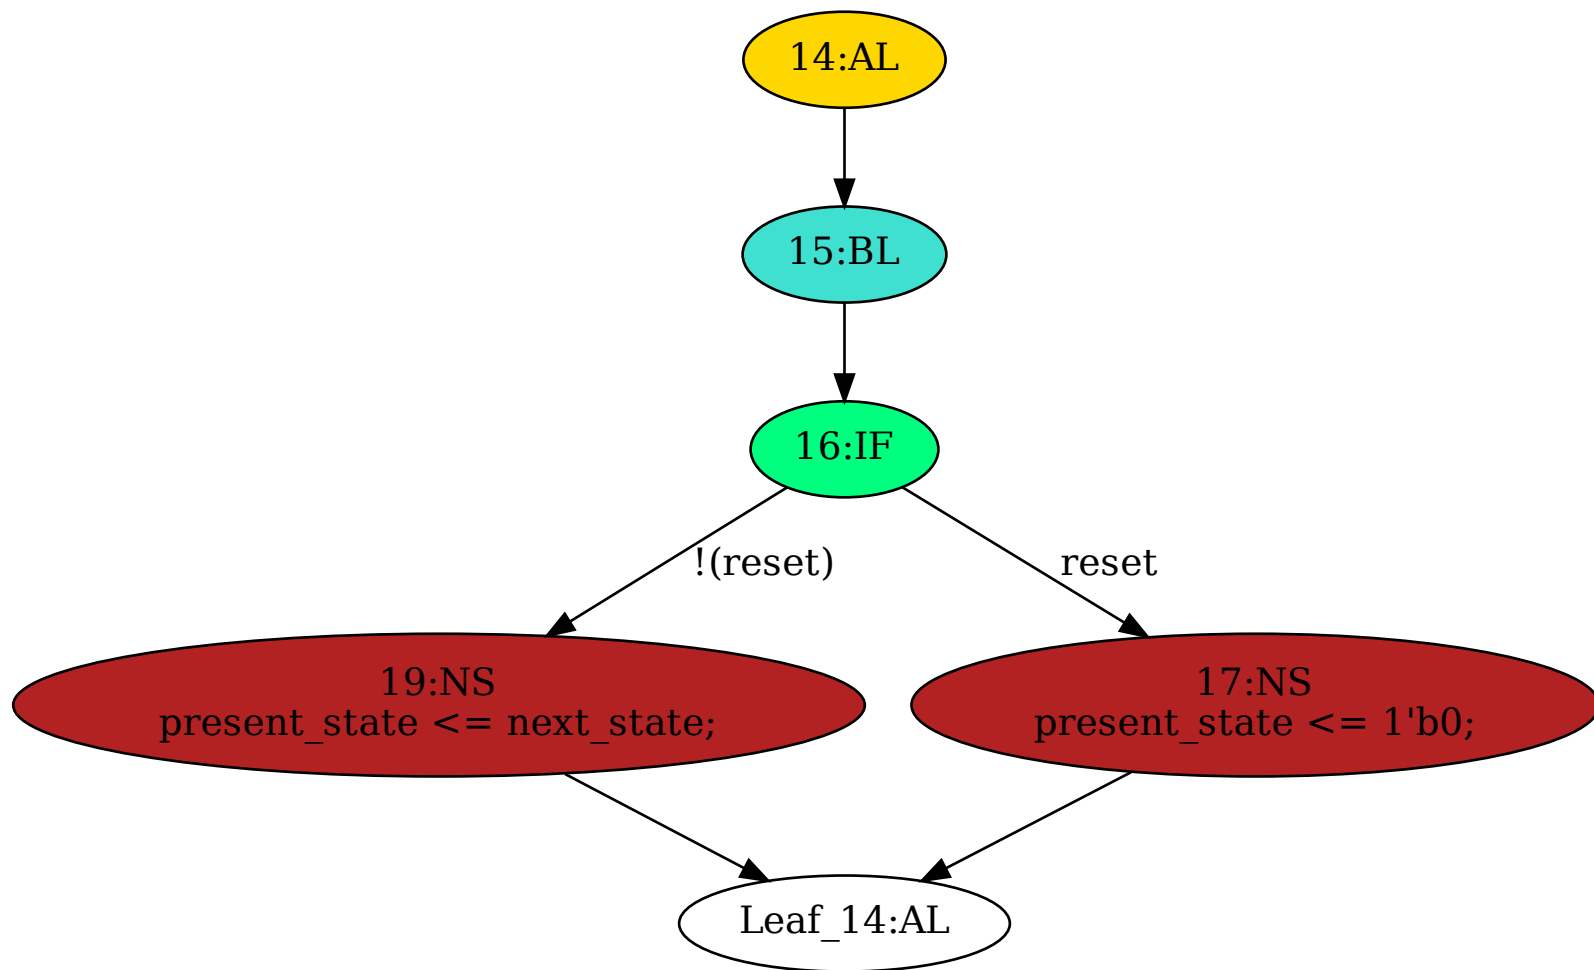 14:AL
15:BL
16:IF
!(reset)
reset
19:NS
present_state <= next_state;
17:NS
present_state <= 1'b0;
Leaf_14:AL